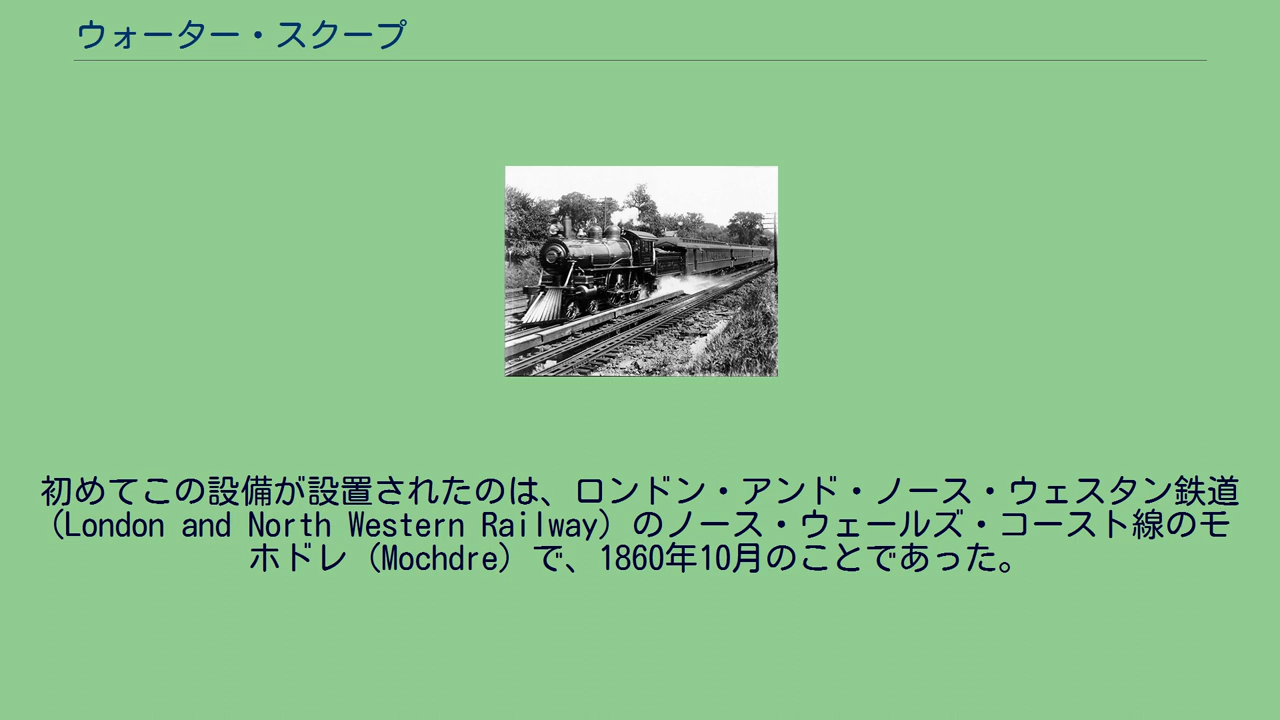 ウォーター・スクープ
初めてこの設備が設置されたのは、ロンドン・アンド・ノース・ウェスタン鉄道
（London and North Western Railway）のノース・ウェールズ・コースト線のモ
ホドレ（Mochdre）で、1860年10月のことであった。